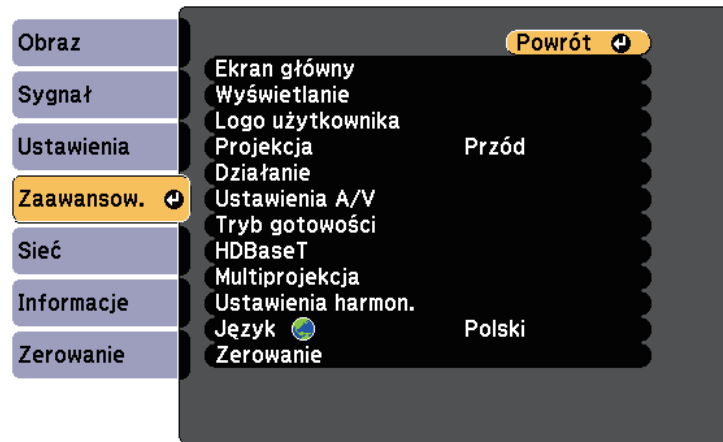 Obraz
Sygnał
Ustawienia
Zaawansow.
Sieć
Informacje
Zerowanie
Powrót
Ekran główny
Wyświetlanie
Logo użytkownika
Projekcja Przód
Działanie
Ustawienia A/V
Tryb gotowości
HDBaseT
Multiprojekcja
Ustawienia harmon.
Język Polski
Zerowanie